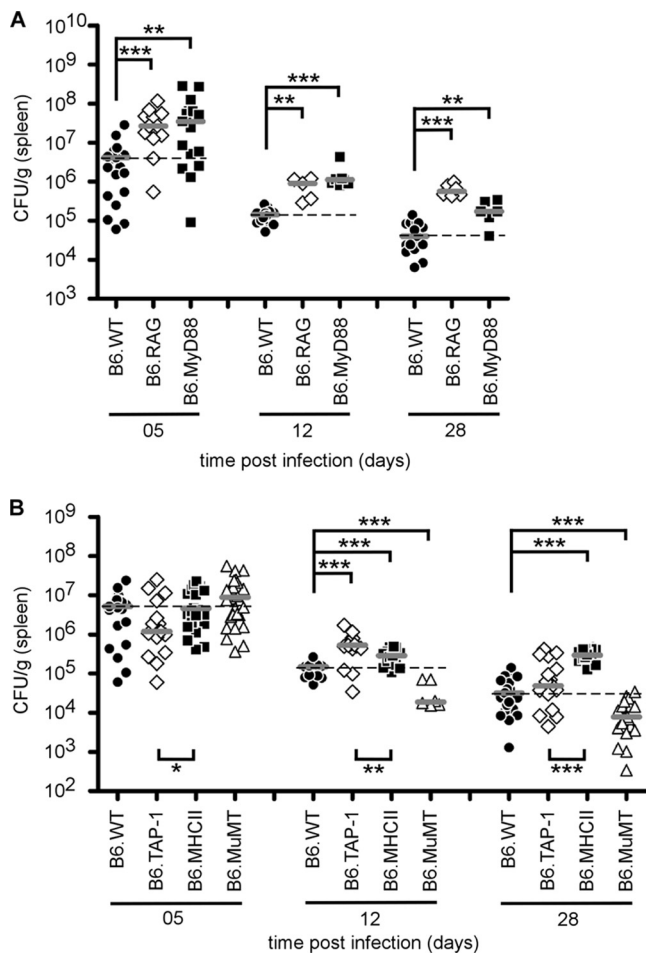 A
CFU/g (spleen)
10^10
10^9
10^8
10^7
10^6
10^5
10^4
10^3
**
***
***
**
**
***
B6.WT
B6.RAG
B6.MyD88
B6.WT
B6.RAG
B6.MyD88
B6.WT
B6.RAG
B6.MyD88
05
12
28
time post infection (days)
B
CFU/g (spleen)
10^9
10^8
10^7
10^6
10^5
10^4
10^3
10^2
***
***
***
***
***
*
**
***
B6.WT
B6.TAP-1
B6.MHCII
B6.MuMT
B6.WT
B6.TAP-1
B6.MHCII
B6.MuMT
B6.WT
B6.TAP-1
B6.MHCII
B6.MuMT
05
12
28
time post infection (days)